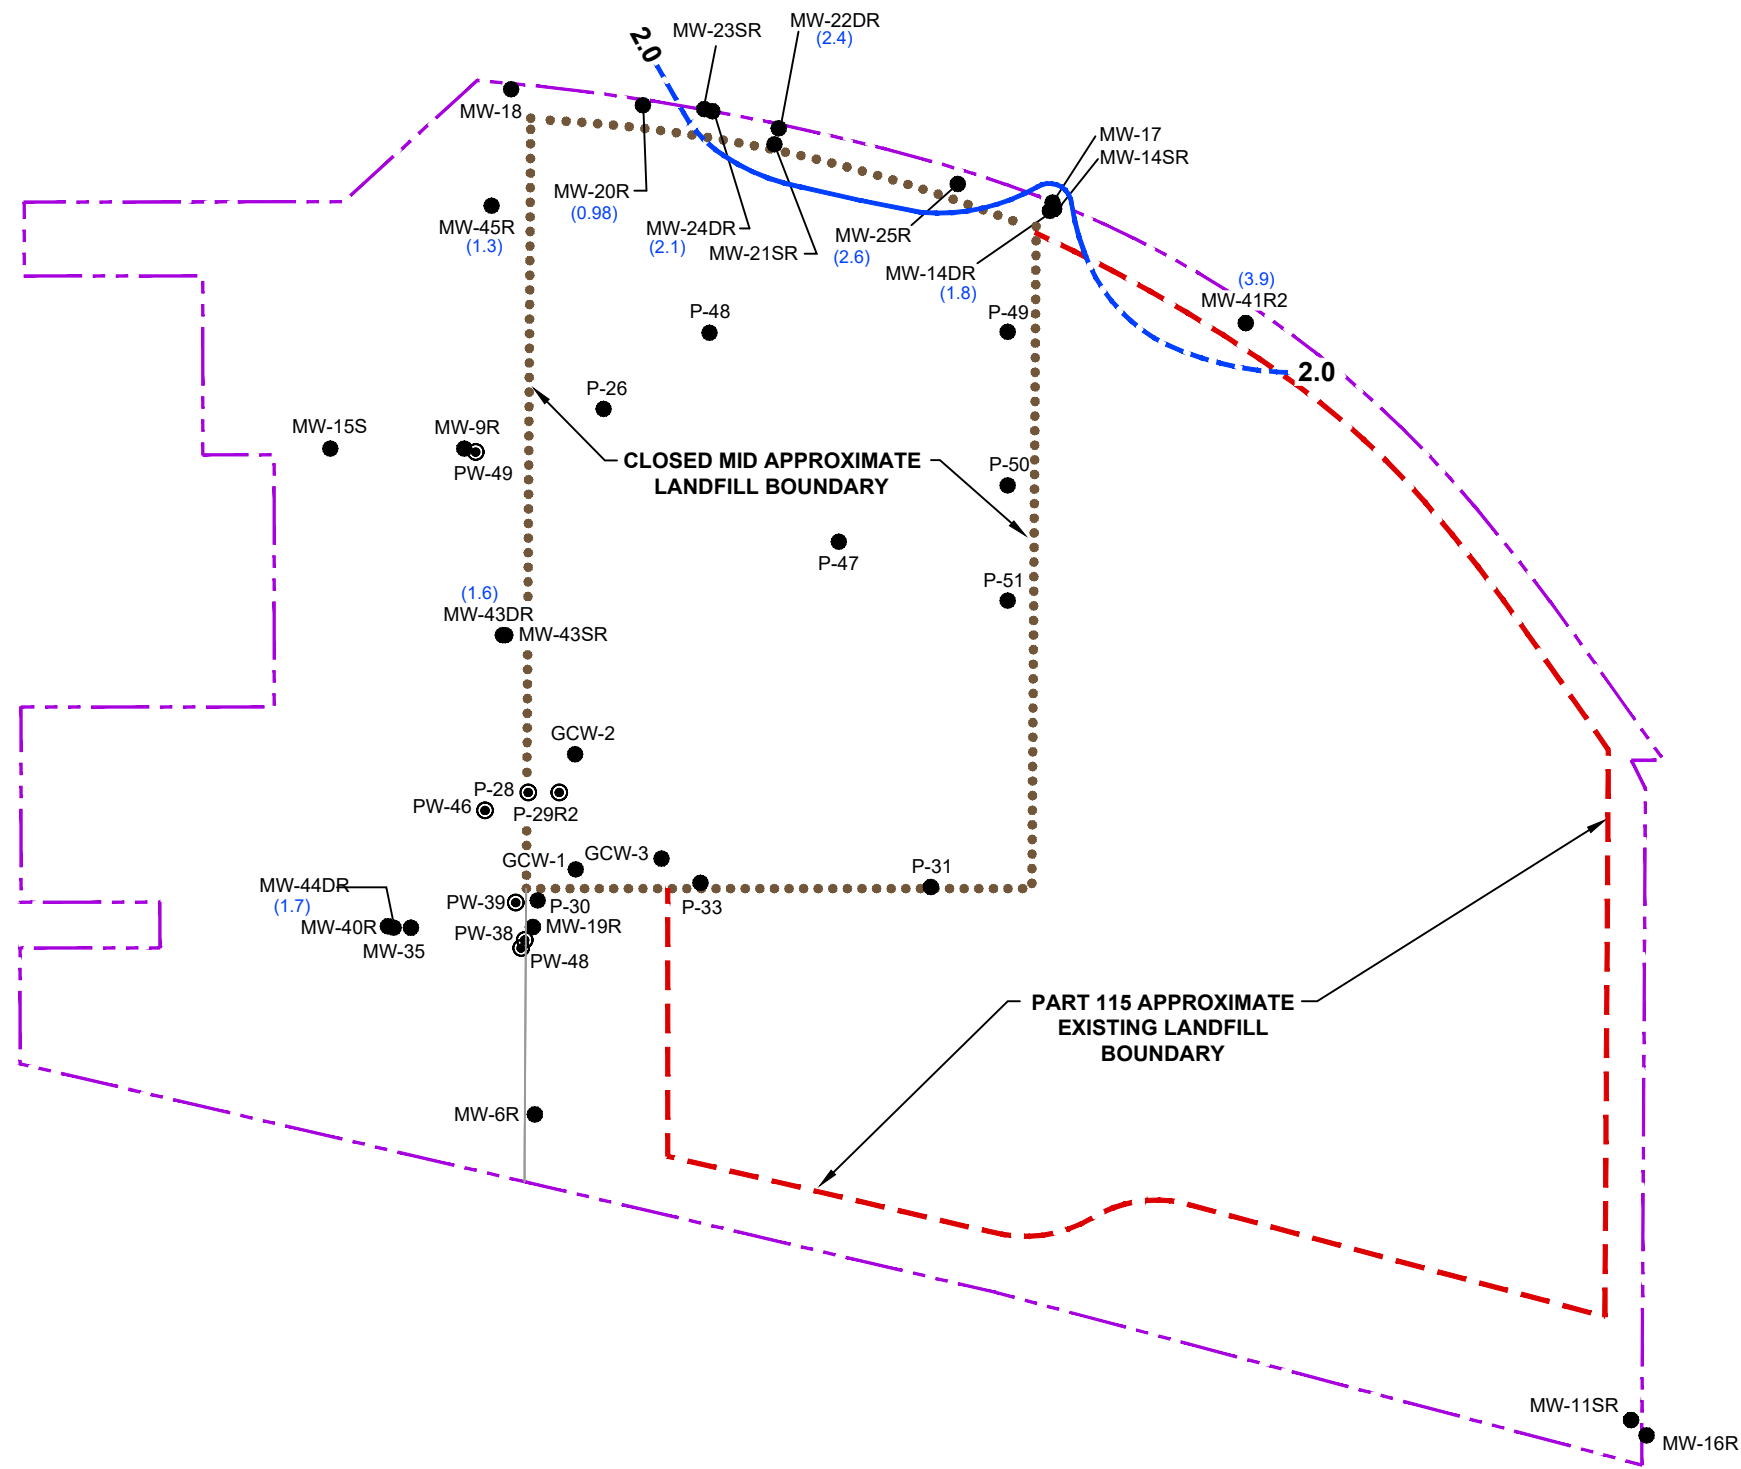 2.0
MW-23SR
MW-22DR
(2.4)
MW-18
MW-17
MW-14SR
MW-20R
(0.98)
MW-45R
(1.3)
MW-24DR
(2.1)
MW-21SR
MW-25R
(2.6)
MW-14DR
(1.8)
(3.9)
MW-41R2
P-48
P-49
2.0
P-26
MW-15S
MW-9R
PW-49
CLOSED MID APPROXIMATE
LANDFILL BOUNDARY
P-50
P-47
P-51
(1.6)
MW-43DR
MW-43SR
GCW-2
P-28
PW-46
P-29R2
GCW-1
GCW-3
P-31
MW-44DR
(1.7)
PW-39
P-30
P-33
MW-40R
MW-35
PW-38
MW-19R
PW-48
PART 115 APPROXIMATE
EXISTING LANDFILL
BOUNDARY
MW-6R
MW-11SR
MW-16R